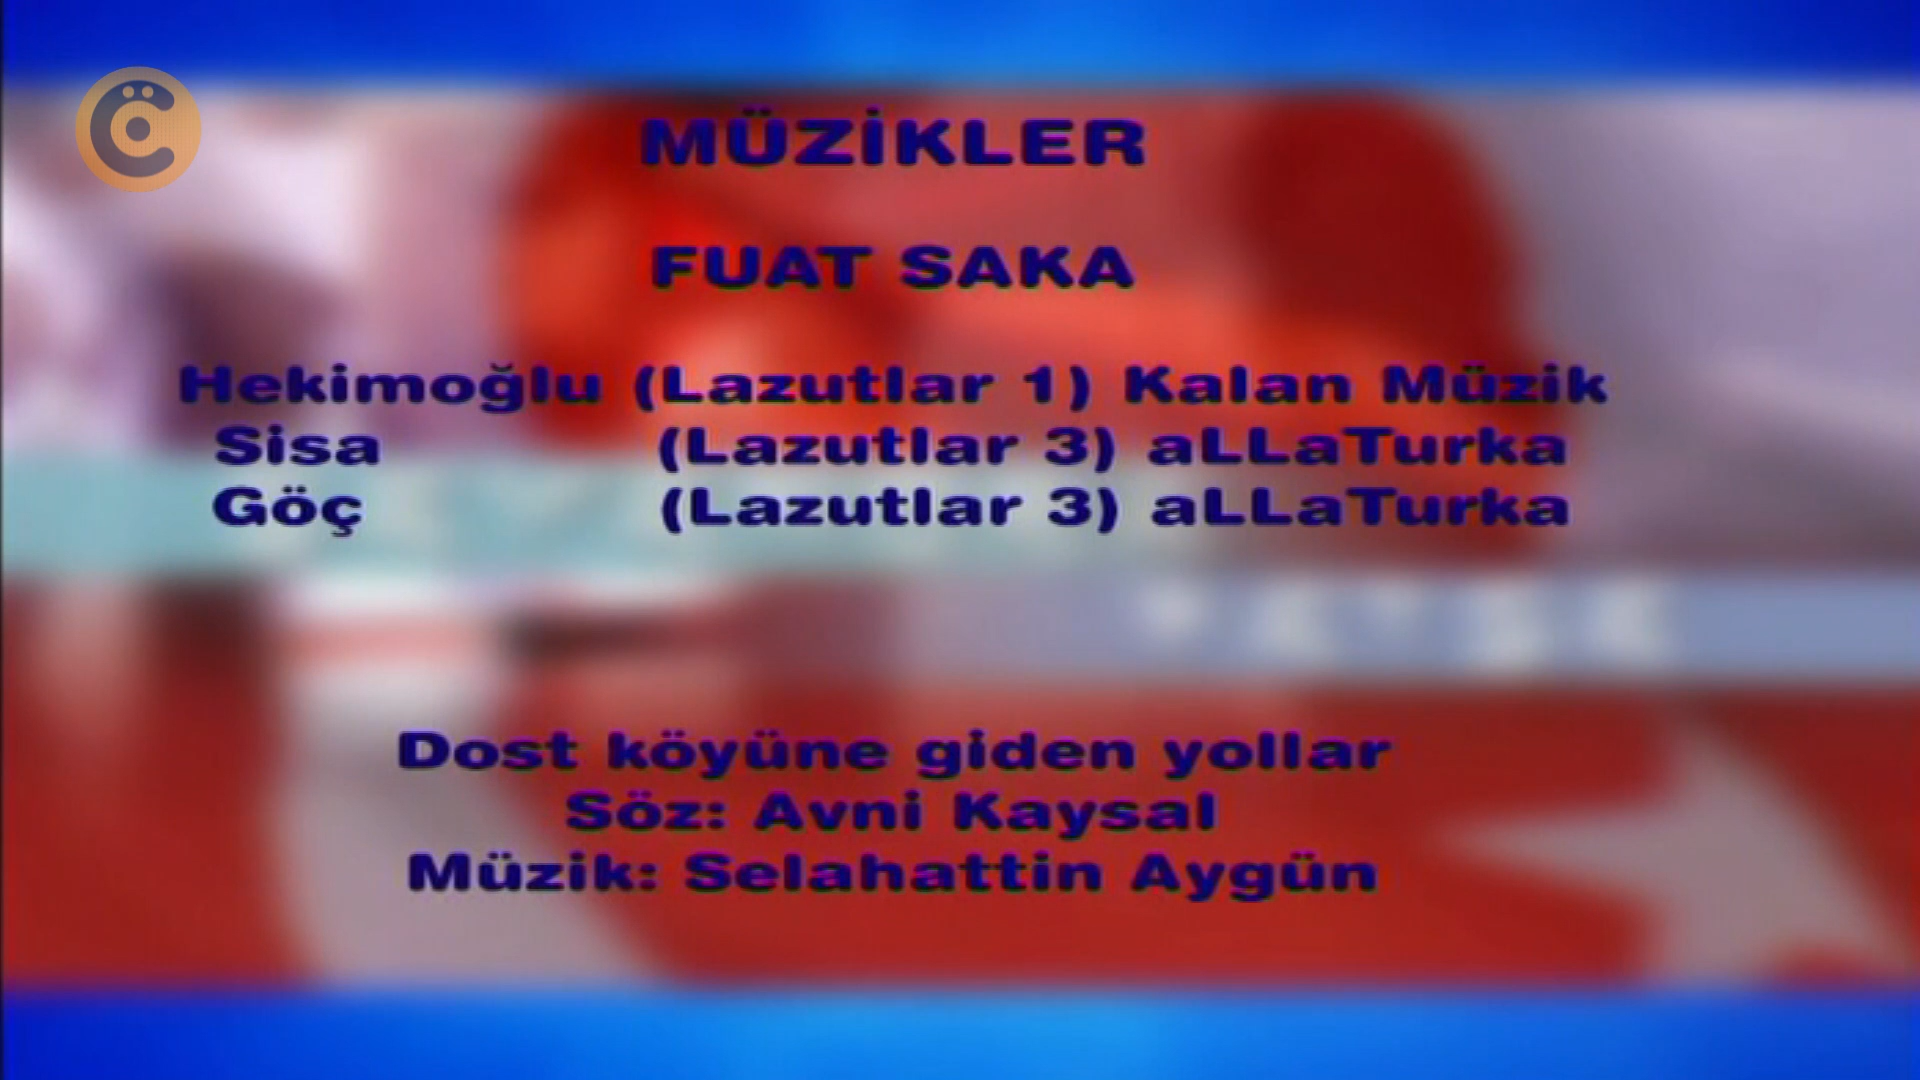 MÜZİKLER
FUAT SAKA
Hekimoğlu (Lazutlar 1) Kalan Müzik
Sisa (Lazutlar 3) aLLaTurka
Göç (Lazutlar 3) aLLaTurka
Dost köyüne giden yollar
Söz: Avni Kaysal
Müzik: Selahattin Aygün